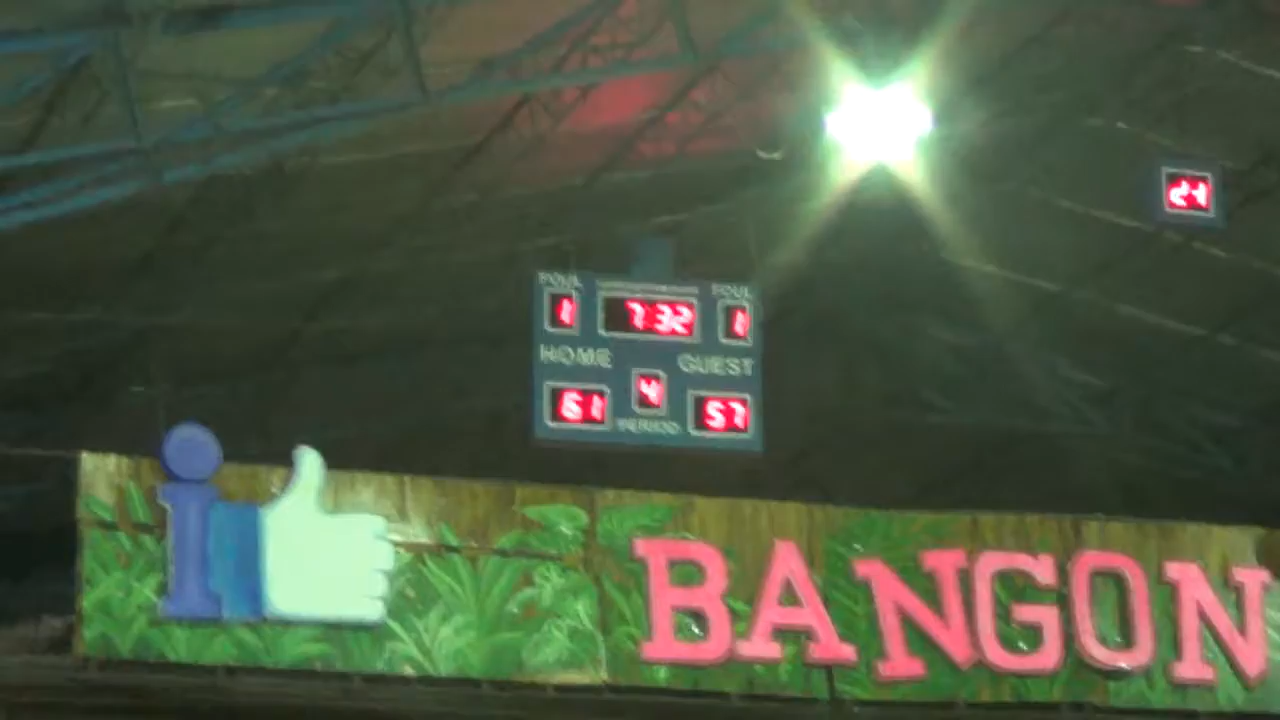 24
FOUL FOUL
1 7:32 1
HOME GUEST
61 4 57
PERIOD
i
BANGON